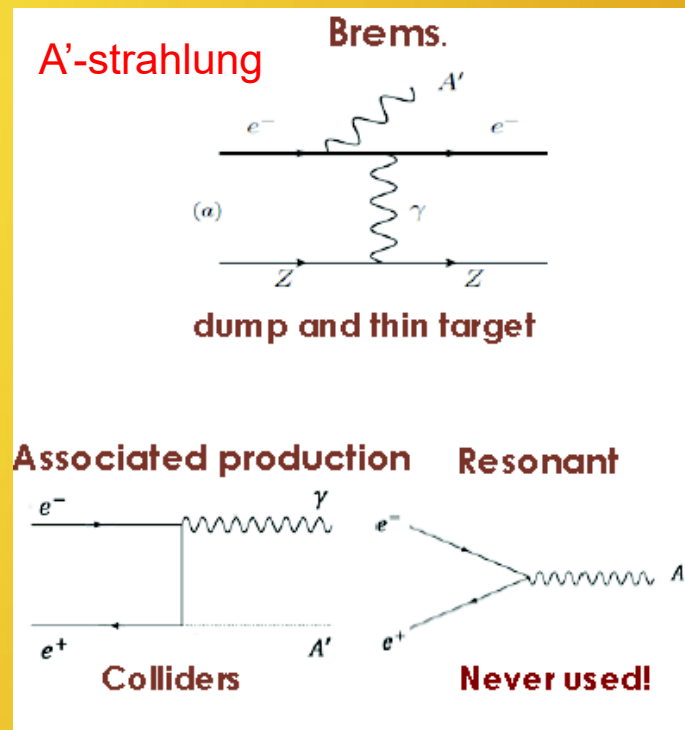 Brems.
A’-strahlung
A′
e⁻ e⁻
(a) γ
Z Z
dump and thin target
Associated production Resonant
e⁻ γ e⁻
A
e⁺ A′ e⁺
Colliders Never used!